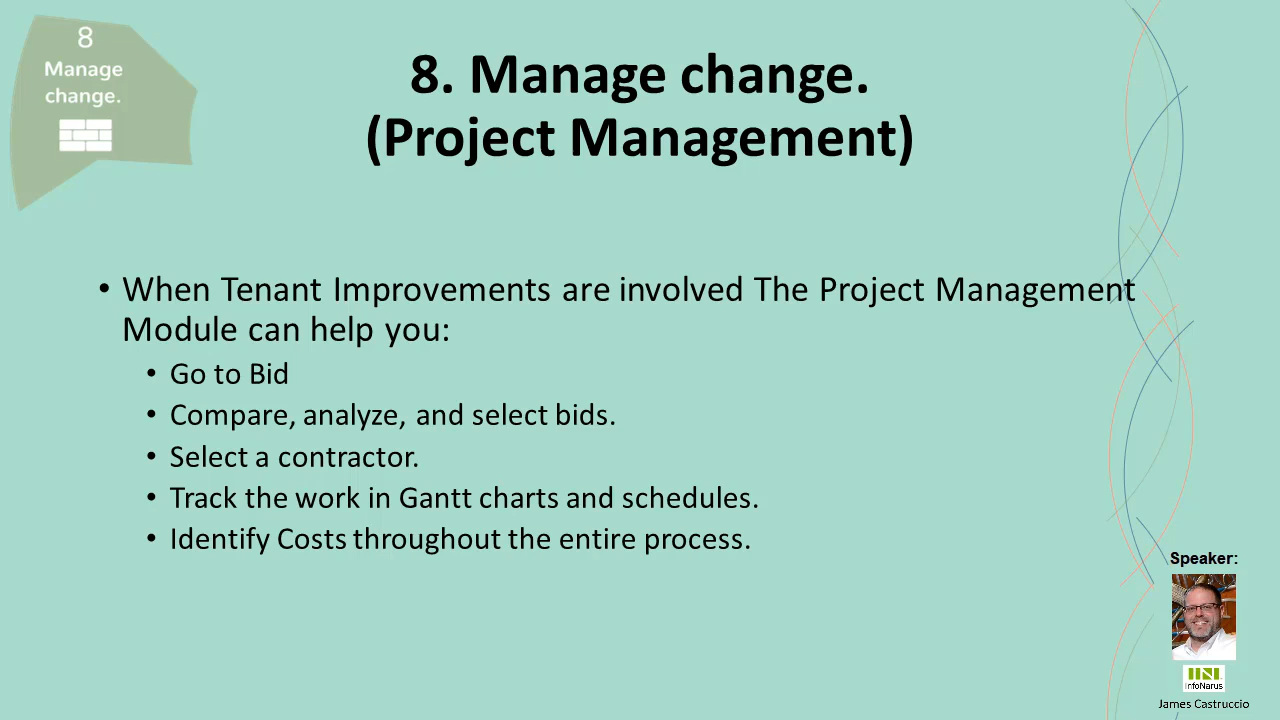 8
Manage
change.
8. Manage change.
(Project Management)
• When Tenant Improvements are involved The Project Management
Module can help you:
• Go to Bid
• Compare, analyze, and select bids.
• Select a contractor.
• Track the work in Gantt charts and schedules.
• Identify Costs throughout the entire process.
Speaker:
InfoNarus
James Castruccio